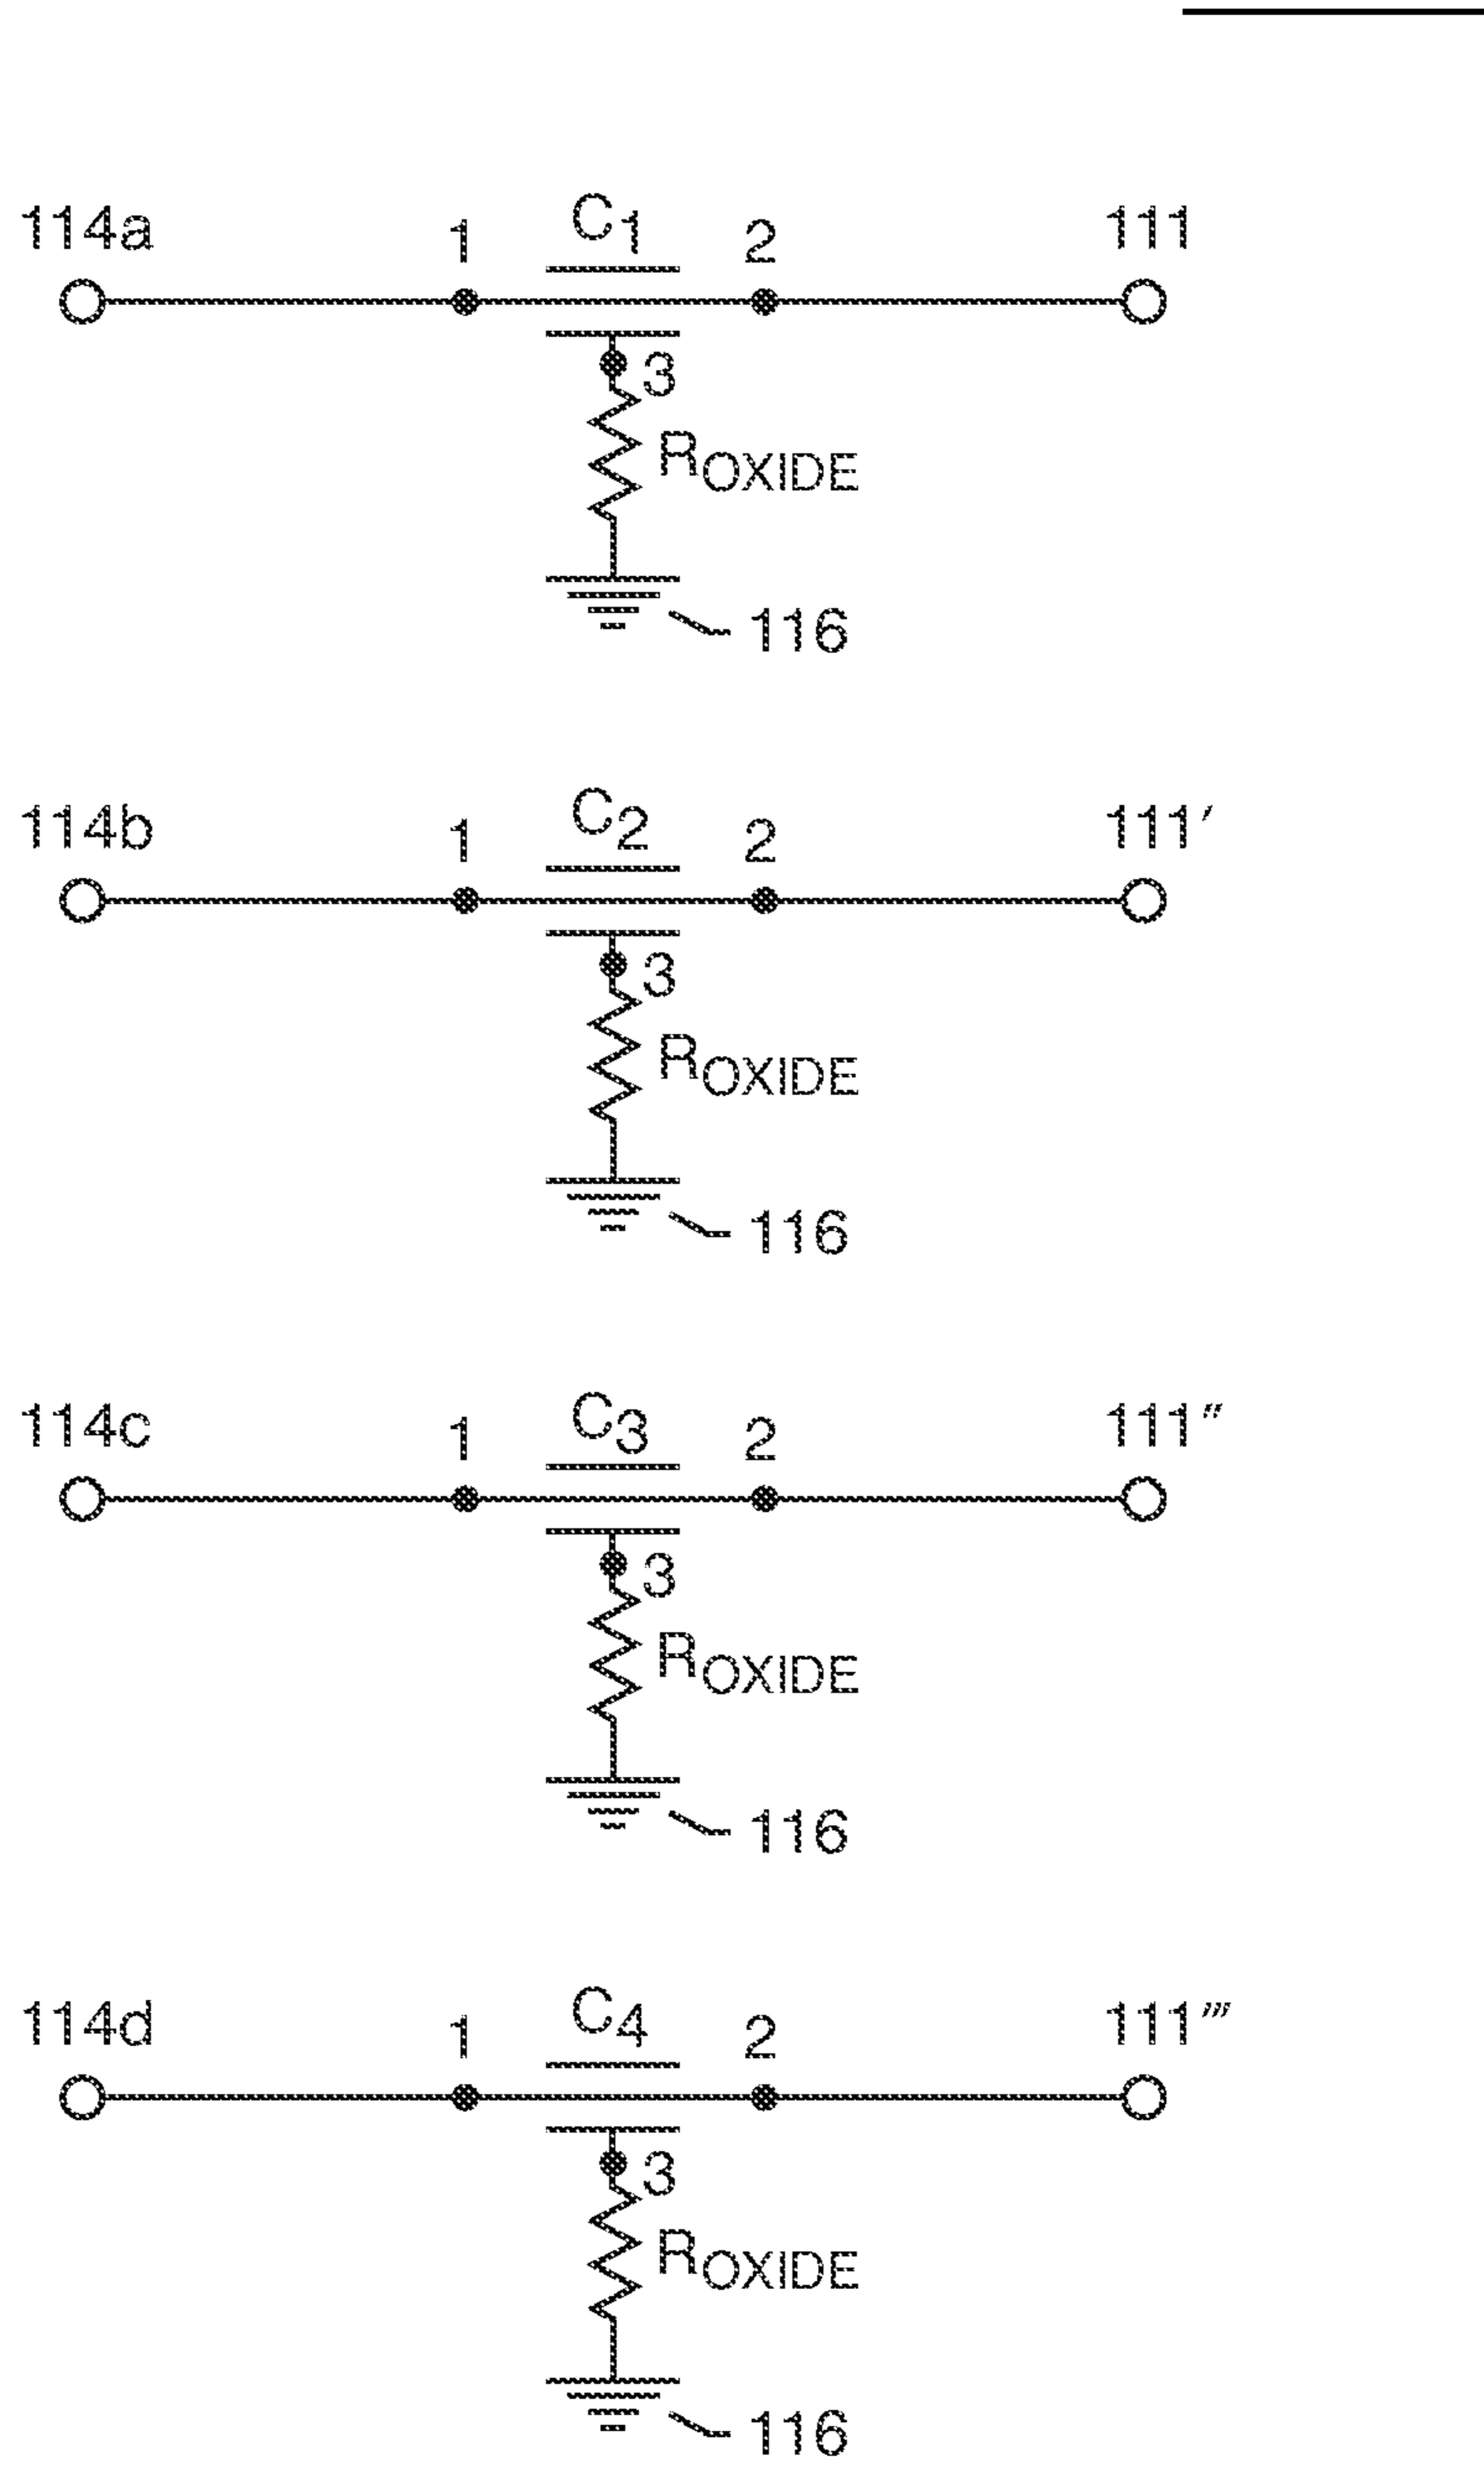 114a 1 C1 2 111
3
ROXIDE
116
114b 1 C2 2 111′
3
ROXIDE
116
114c 1 C3 2 111″
3
ROXIDE
116
114d 1 C4 2 111‴
3
ROXIDE
116